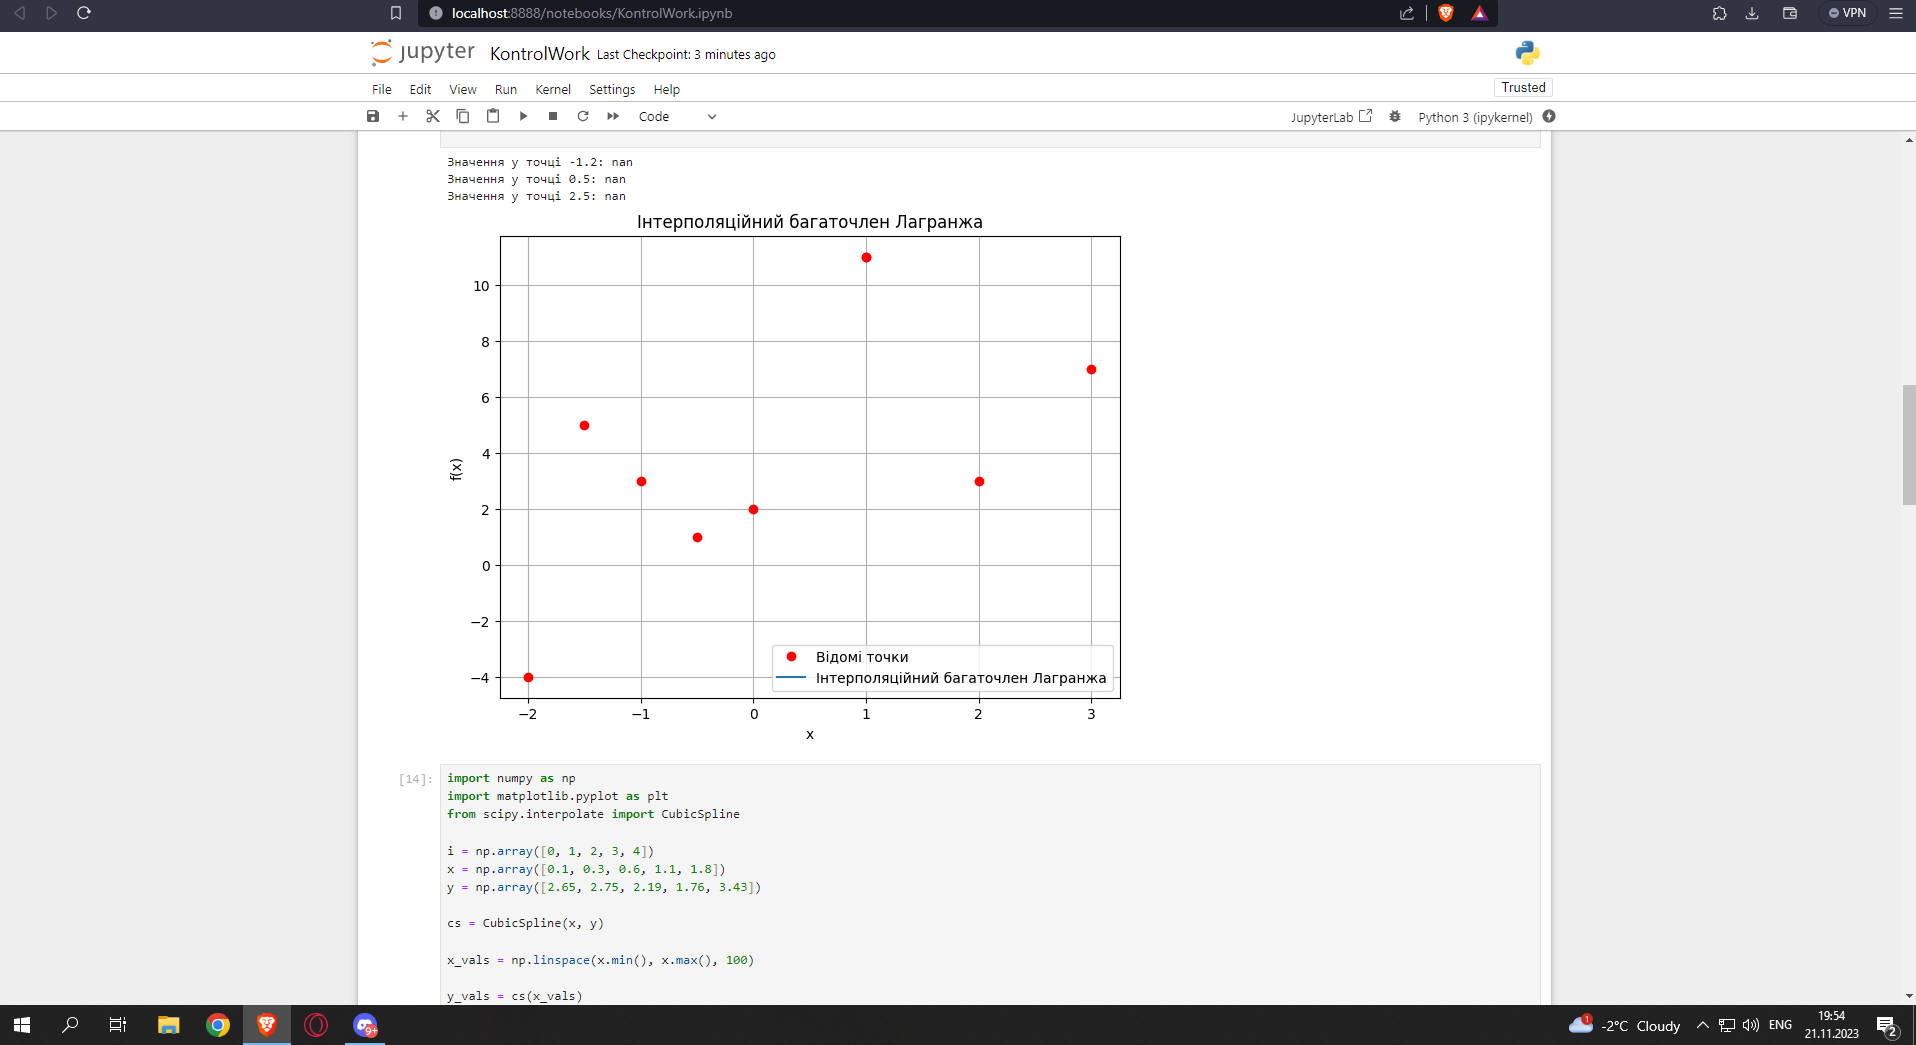 localhost:8888/notebooks/KontrolWork.ipynb
VPN
jupyter KontrolWork Last Checkpoint: 3 minutes ago
File Edit View Run Kernel Settings Help
Trusted
Code
JupyterLab
Python 3 (ipykernel)
Значення у точці -1.2: nan
Значення у точці 0.5: nan
Значення у точці 2.5: nan
Інтерполяційний багаточлен Лагранжа
10
8
6
4
2
0
−2
−4
f(x)
Відомі точки
Інтерполяційний багаточлен Лагранжа
−2 −1 0 1 2 3
x
[14]:
import numpy as np
import matplotlib.pyplot as plt
from scipy.interpolate import CubicSpline
i = np.array([0, 1, 2, 3, 4])
x = np.array([0.1, 0.3, 0.6, 1.1, 1.8])
y = np.array([2.65, 2.75, 2.19, 1.76, 3.43])
cs = CubicSpline(x, y)
x_vals = np.linspace(x.min(), x.max(), 100)
y_vals = cs(x_vals)
9+
1
-2°C Cloudy
ENG
19:54
21.11.2023
2